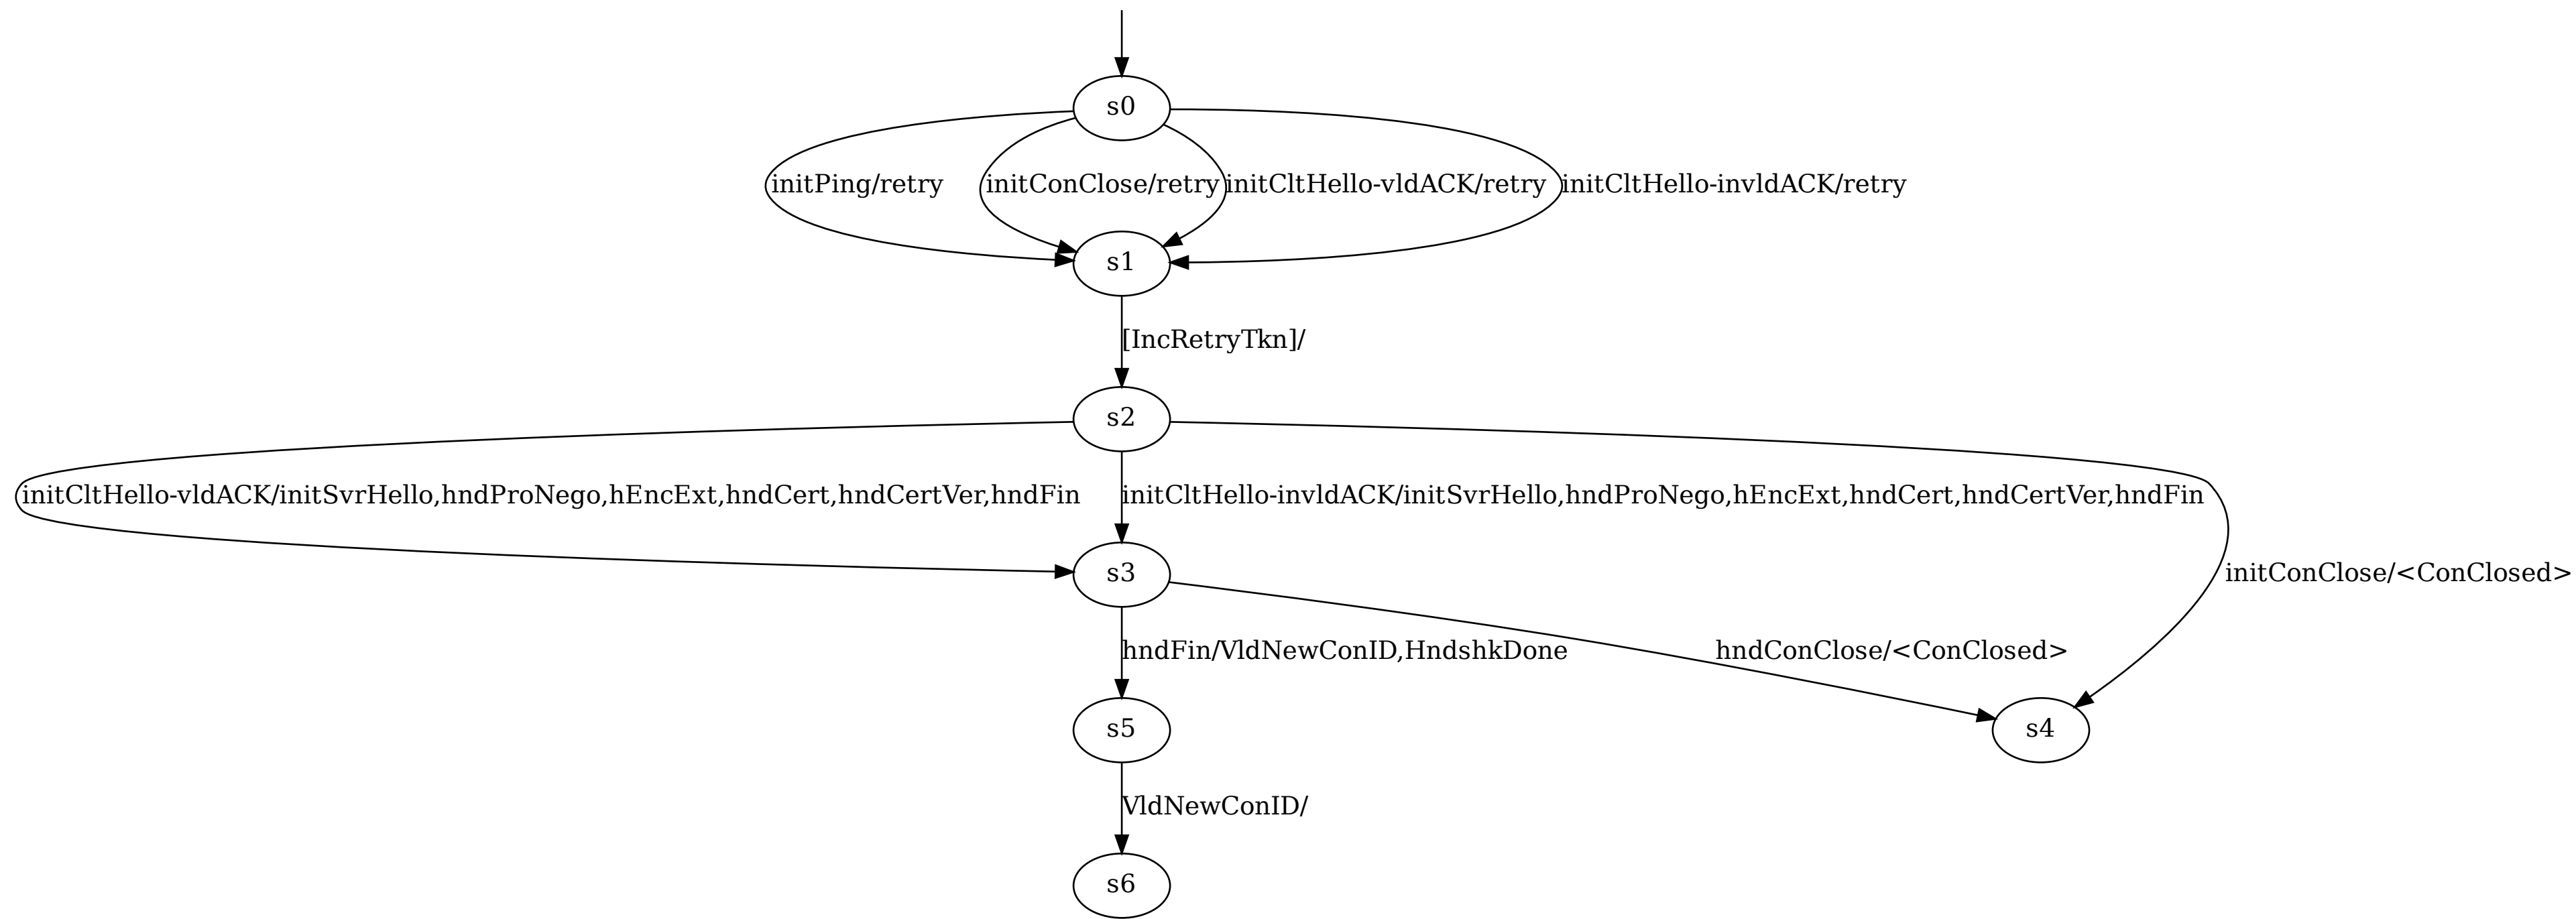 s0
initPing/retry
initConClose/retry
initCltHello-vldACK/retry
initCltHello-invldACK/retry
s1
[IncRetryTkn]/
s2
initCltHello-vldACK/initSvrHello,hndProNego,hEncExt,hndCert,hndCertVer,hndFin
initCltHello-invldACK/initSvrHello,hndProNego,hEncExt,hndCert,hndCertVer,hndFin
s3
initConClose/<ConClosed>
hndFin/VldNewConID,HndshkDone
hndConClose/<ConClosed>
s5
s4
VldNewConID/
s6